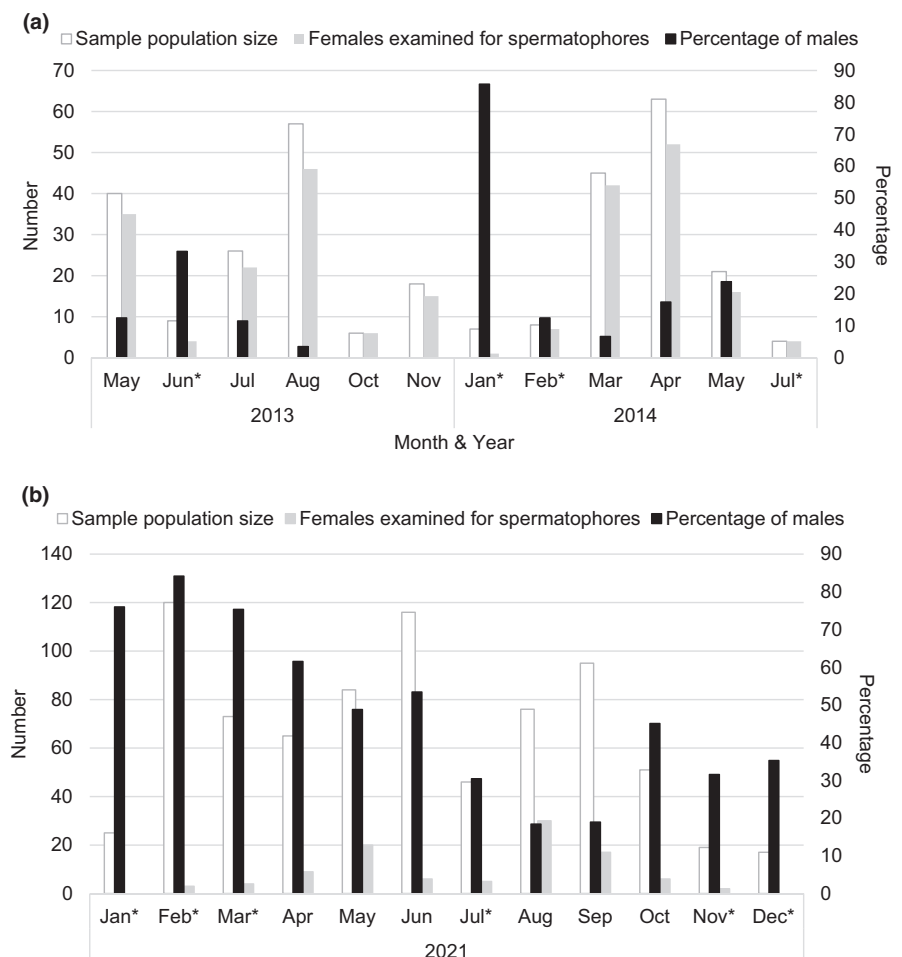 (a)
Sample population size Females examined for spermatophores Percentage of males
70 90
80
60
70
50
60
40 50
30 40
30
20
20
10
10
0 0
Number
Percentage
May Jun* Jul Aug Oct Nov Jan* Feb* Mar Apr May Jul*
2013 2014
Month & Year
(b)
Sample population size Females examined for spermatophores Percentage of males
140 90
80
120
70
100
60
80 50
60 40
30
40
20
20
10
0 0
Number
Percentage
Jan* Feb* Mar* Apr May Jun Jul* Aug Sep Oct Nov* Dec*
2021